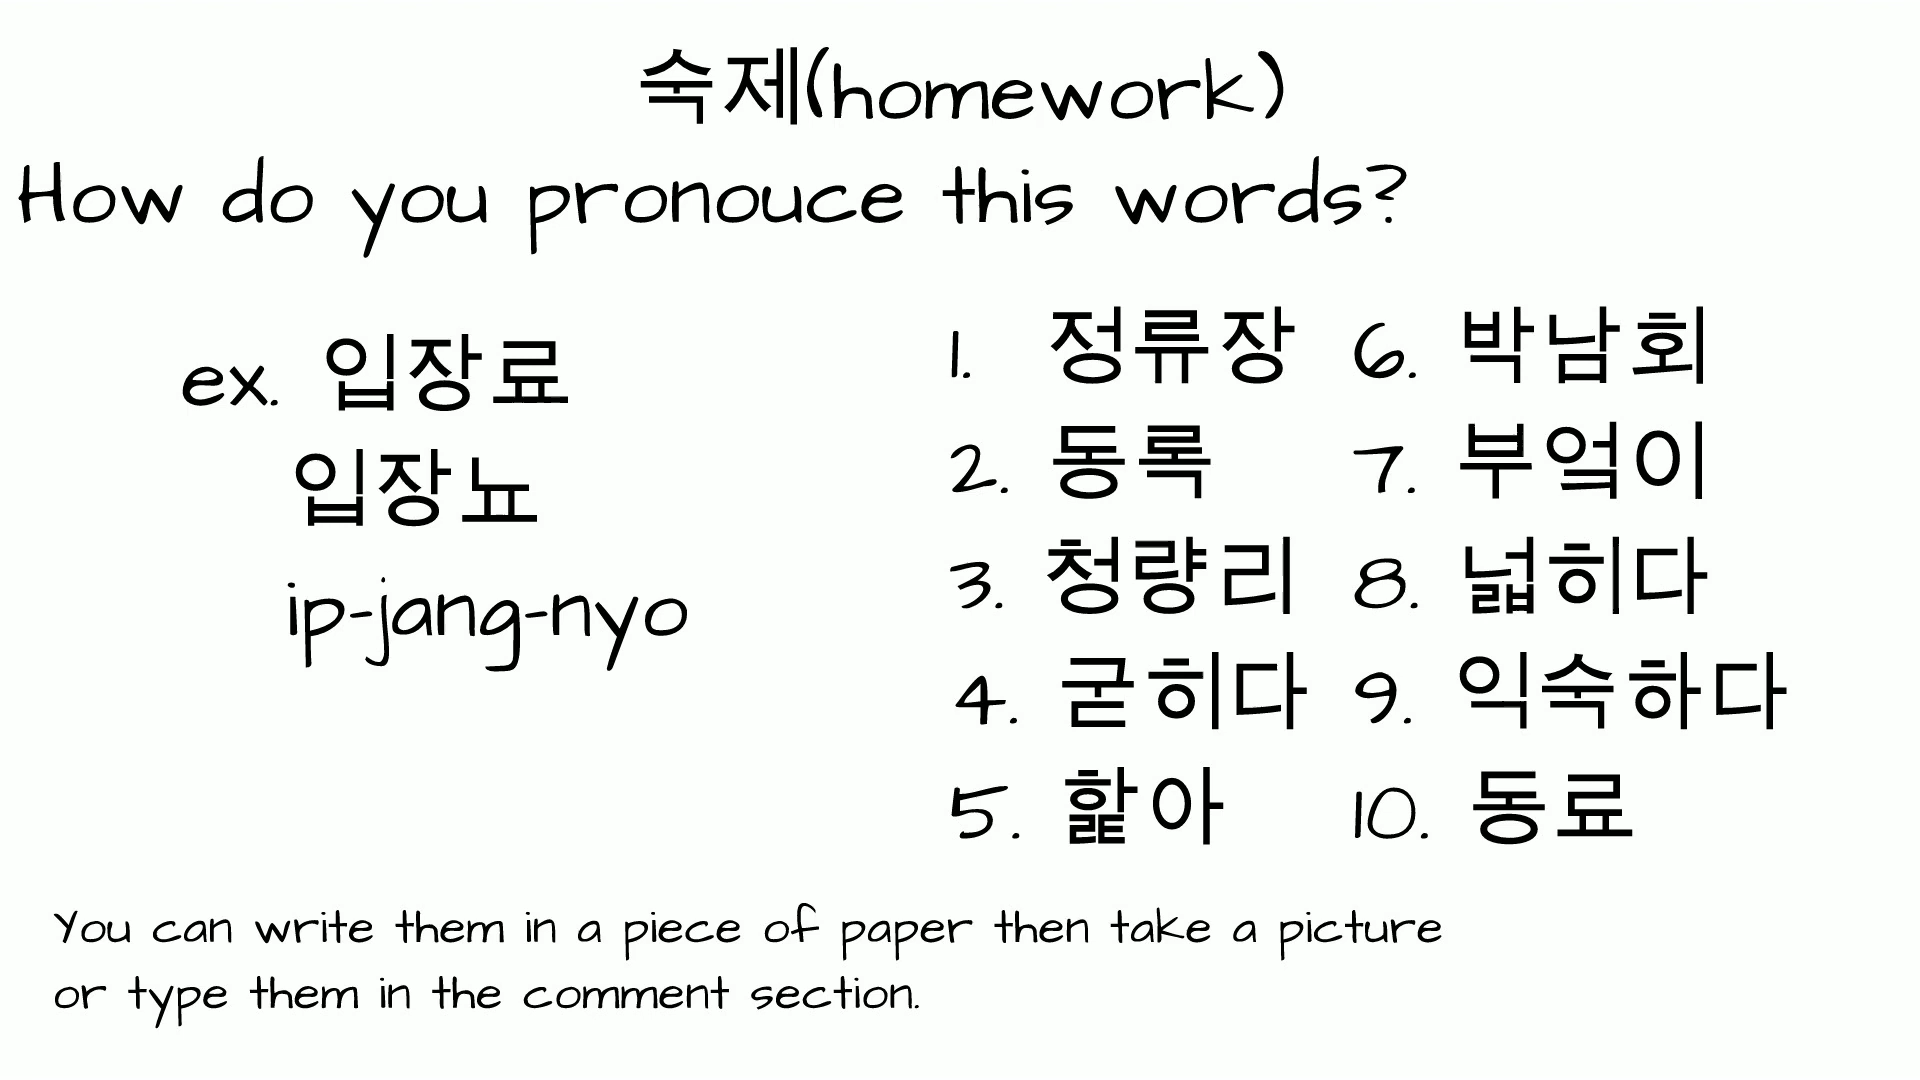 숙제(homework)
How do you pronouce this words?
ex. 입장료
입장뇨
ip-jang-nyo
1. 정류장
2. 동록
3. 청량리
4. 굳히다
5. 핥아
6. 박남회
7. 부엌이
8. 넓히다
9. 익숙하다
10. 동료
You can write them in a piece of paper then take a picture
or type them in the comment section.